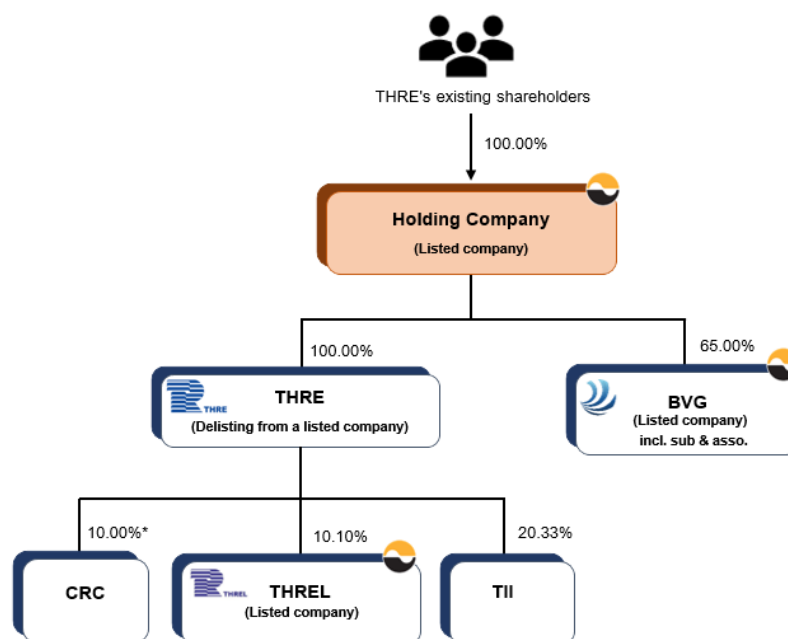 THRE's existing shareholders
100.00%
Holding Company
(Listed company)
100.00%
65.00%
THRE
THRE
(Delisting from a listed company)
BVG
(Listed company)
incl. sub & asso.
10.00%*
10.10%
20.33%
CRC
THREL
THREL
(Listed company)
TII